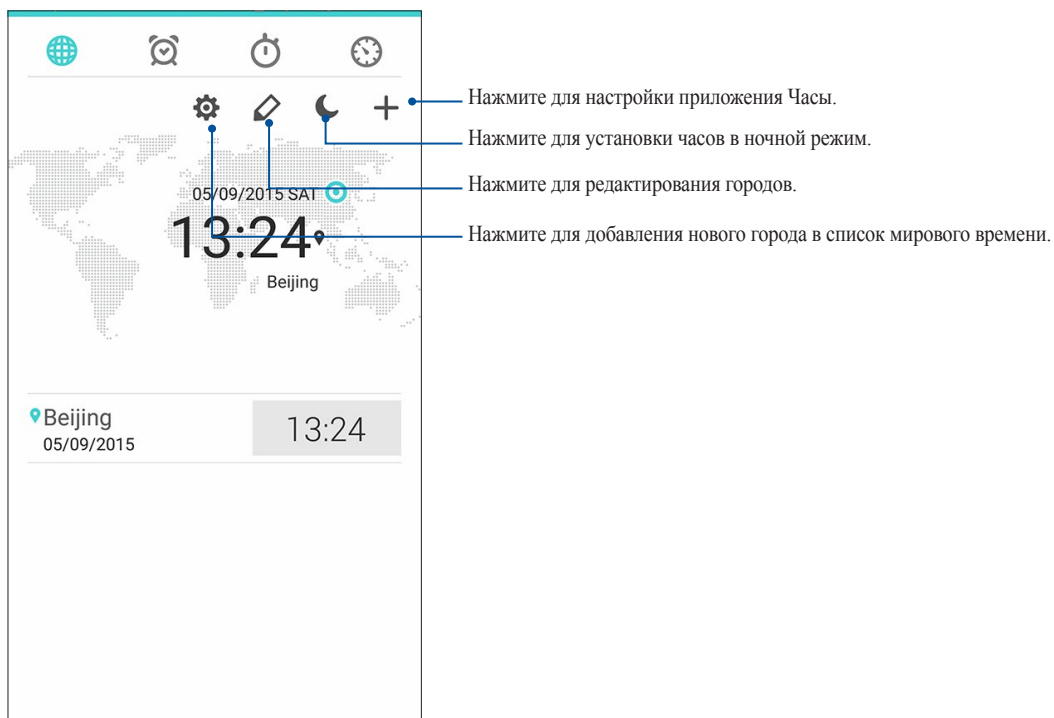 Нажмите для настройки приложения Часы.
Нажмите для установки часов в ночной режим.
Нажмите для редактирования городов.
05/09/2015 SAT
13:24
Нажмите для добавления нового города в список мирового времени.
Beijing
Beijing
13:24
05/09/2015